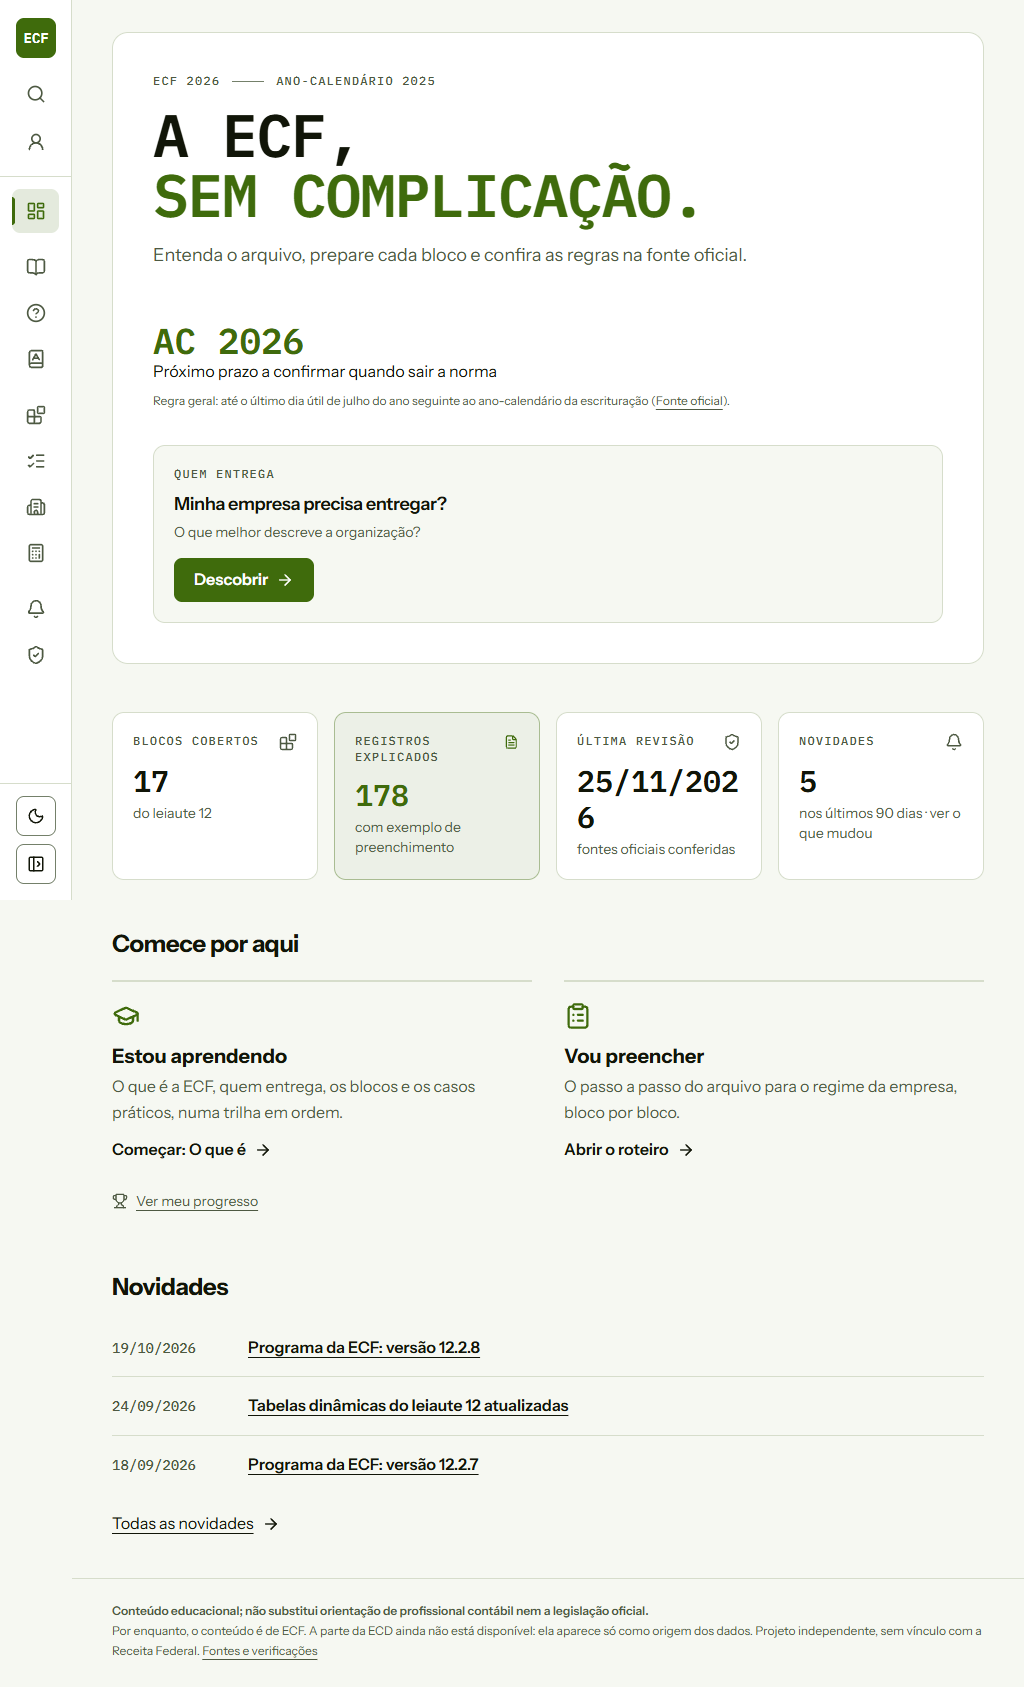 ECF
ECF 2026 ANO-CALENDÁRIO 2025
A ECF,
SEM COMPLICAÇÃO.
Entenda o arquivo, prepare cada bloco e confira as regras na fonte oficial.
AC 2026
Próximo prazo a confirmar quando sair a norma
Regra geral: até o último dia útil de julho do ano seguinte ao ano-calendário da escrituração (Fonte oficial).
QUEM ENTREGA
Minha empresa precisa entregar?
O que melhor descreve a organização?
Descobrir
BLOCOS COBERTOS
17
do leiaute 12
REGISTROS
EXPLICADOS
178
com exemplo de
preenchimento
ÚLTIMA REVISÃO
25/11/202
6
fontes oficiais conferidas
NOVIDADES
5
nos últimos 90 dias · ver o
que mudou
Comece por aqui
Estou aprendendo
O que é a ECF, quem entrega, os blocos e os casos
práticos, numa trilha em ordem.
Começar: O que é
Vou preencher
O passo a passo do arquivo para o regime da empresa,
bloco por bloco.
Abrir o roteiro
Ver meu progresso
Novidades
19/10/2026 Programa da ECF: versão 12.2.8
24/09/2026 Tabelas dinâmicas do leiaute 12 atualizadas
18/09/2026 Programa da ECF: versão 12.2.7
Todas as novidades
Conteúdo educacional; não substitui orientação de profissional contábil nem a legislação oficial.
Por enquanto, o conteúdo é de ECF. A parte da ECD ainda não está disponível: ela aparece só como origem dos dados. Projeto independente, sem vínculo com a
Receita Federal. Fontes e verificações